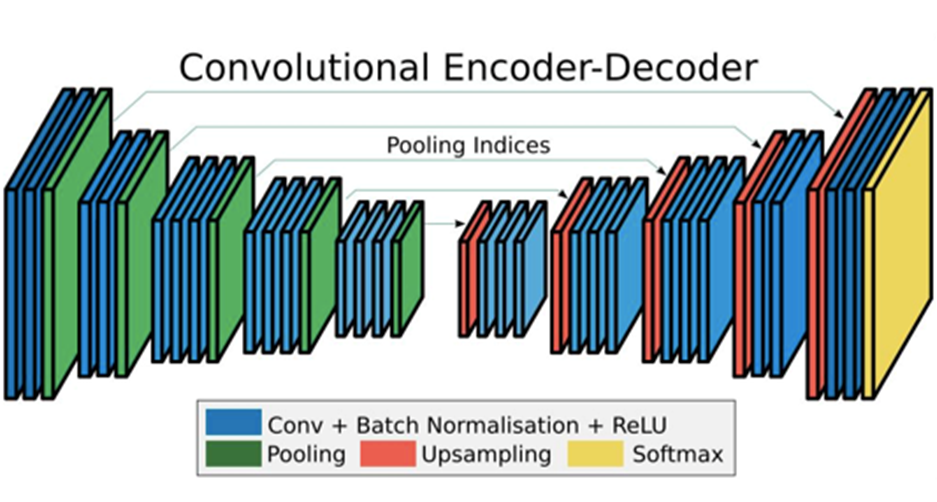 Convolutional Encoder-Decoder
Pooling Indices
Conv + Batch Normalisation + ReLU
Pooling Upsampling Softmax